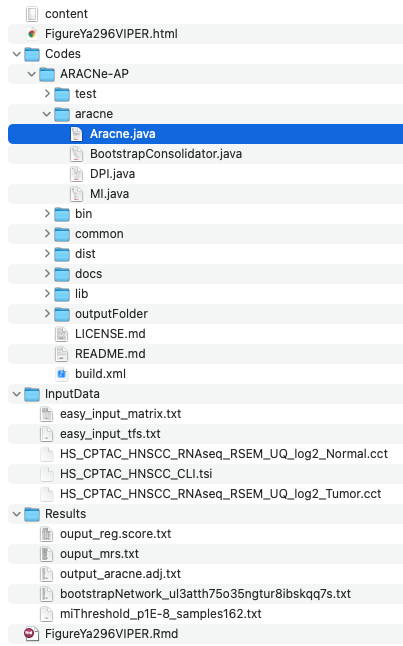 content
FigureYa296VIPER.html
Codes
ARACNe-AP
test
aracne
Aracne.java
BootstrapConsolidator.java
DPI.java
MI.java
bin
common
dist
docs
lib
outputFolder
LICENSE.md
README.md
build.xml
InputData
easy_input_matrix.txt
easy_input_tfs.txt
HS_CPTAC_HNSCC_RNAseq_RSEM_UQ_log2_Normal.cct
HS_CPTAC_HNSCC_CLI.tsi
HS_CPTAC_HNSCC_RNAseq_RSEM_UQ_log2_Tumor.cct
Results
ouput_reg.score.txt
ouput_mrs.txt
output_aracne.adj.txt
bootstrapNetwork_ul3atth75o35ngtur8ibskqq7s.txt
miThreshold_p1E-8_samples162.txt
FigureYa296VIPER.Rmd